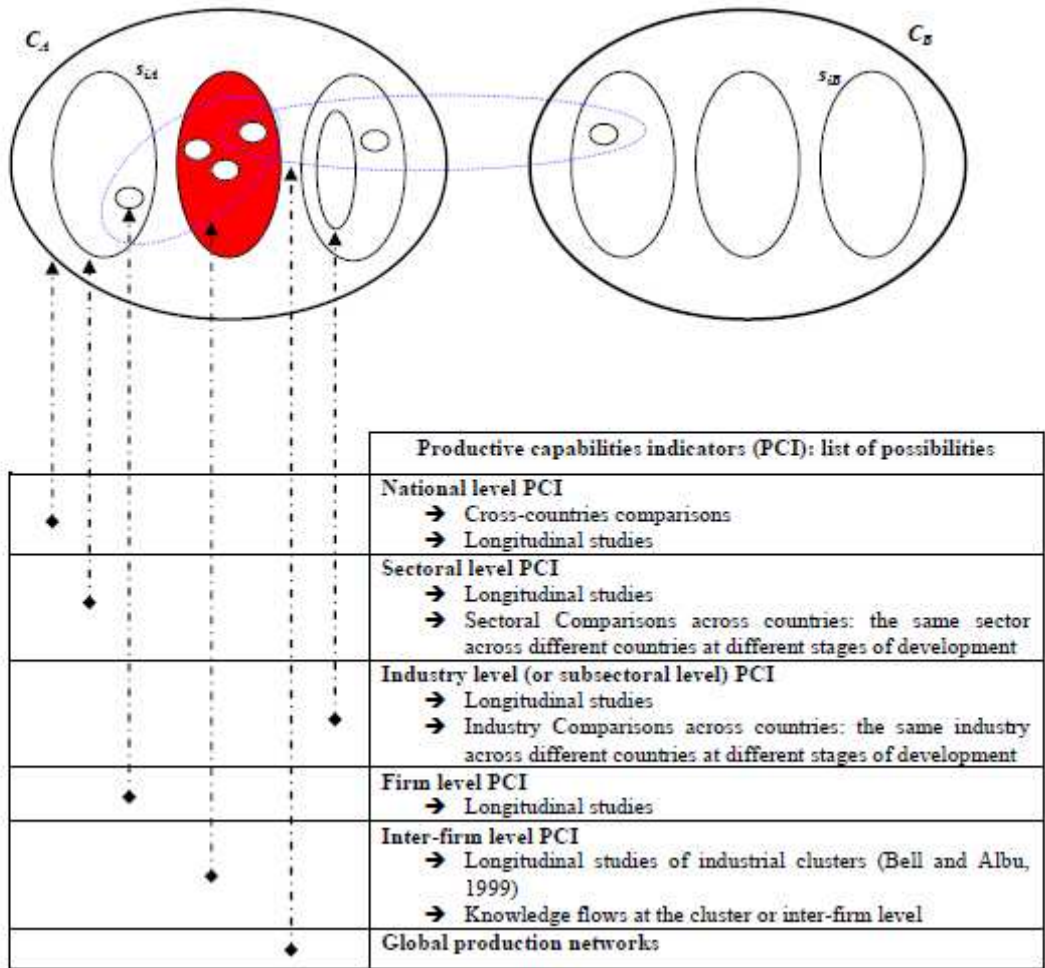 C_A
s_iA
C_B
s_iB
Productive capabilities indicators (PCI): list of possibilities
National level PCI
➔ Cross-countries comparisons
➔ Longitudinal studies
Sectoral level PCI
➔ Longitudinal studies
➔ Sectoral Comparisons across countries: the same sector
across different countries at different stages of development
Industry level (or subsectoral level) PCI
➔ Longitudinal studies
➔ Industry Comparisons across countries: the same industry
across different countries at different stages of development
Firm level PCI
➔ Longitudinal studies
Inter-firm level PCI
➔ Longitudinal studies of industrial clusters (Bell and Albu,
1999)
➔ Knowledge flows at the cluster or inter-firm level
Global production networks